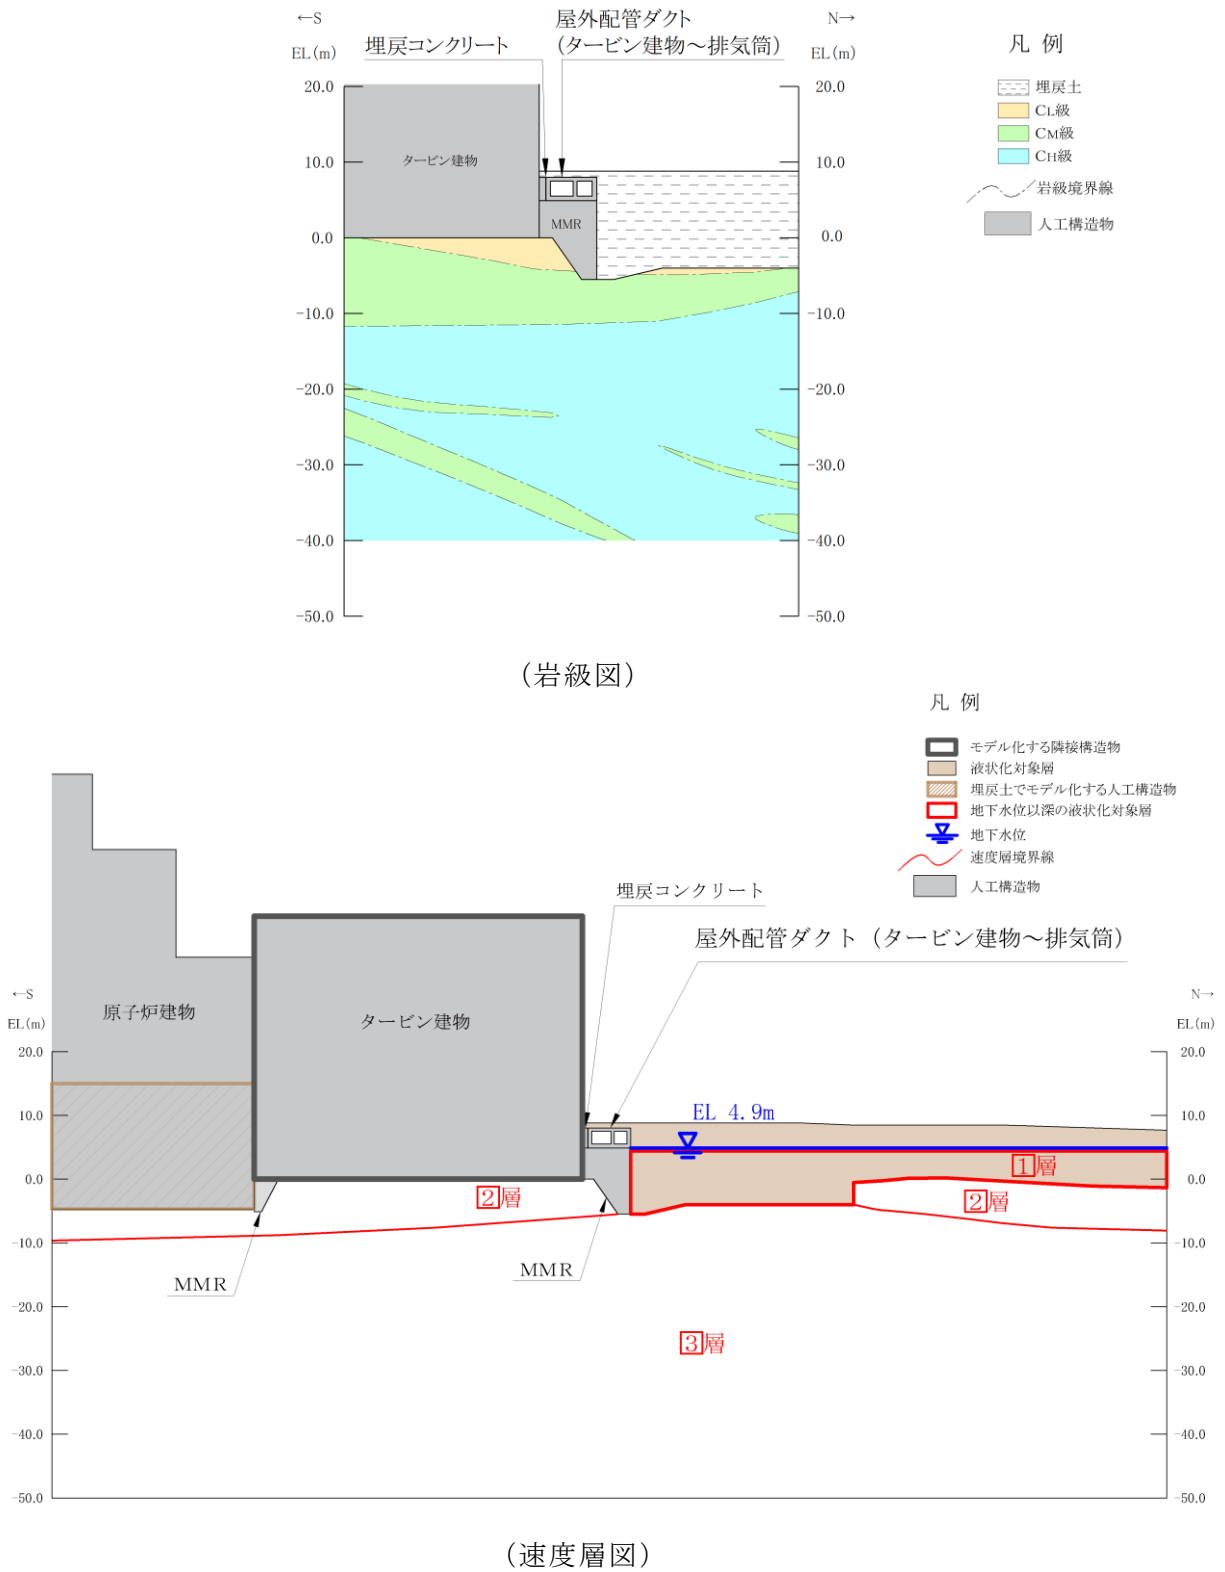 ←S
N→
屋外配管ダクト
EL(m)
埋戻コンクリート
(タービン建物～排気筒)
EL(m)
凡 例
20.0
20.0
埋戻土
CL級
CM級
CH級
岩級境界線
人工構造物
タービン建物
10.0
10.0
MMR
0.0
0.0
-10.0
-10.0
-20.0
-20.0
-30.0
-30.0
-40.0
-40.0
-50.0
-50.0
(岩級図)
凡 例
モデル化する隣接構造物
液状化対象層
埋戻土でモデル化する人工構造物
地下水位以深の液状化対象層
地下水位
速度層境界線
人工構造物
埋戻コンクリート
屋外配管ダクト (タービン建物～排気筒)
←S
N→
原子炉建物
タービン建物
EL(m)
EL(m)
20.0
20.0
10.0
EL 4.9m
10.0
1層
0.0
0.0
2層
2層
-10.0
-10.0
MMR
MMR
-20.0
-20.0
3層
-30.0
-30.0
-40.0
-40.0
-50.0
-50.0
(速度層図)